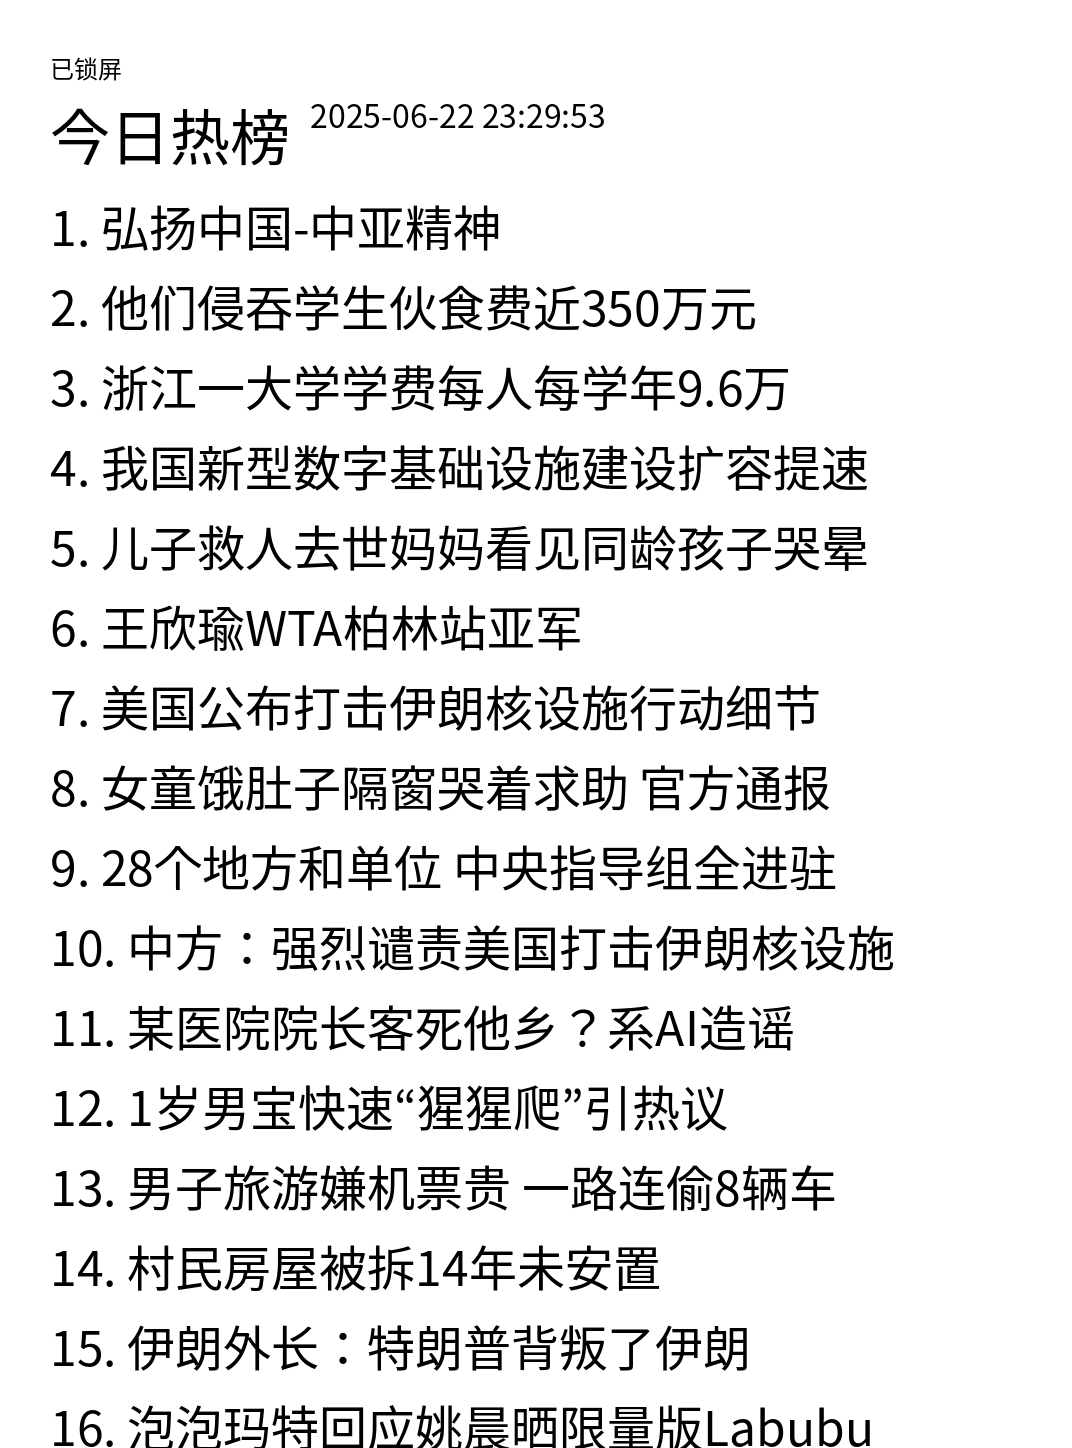 已锁屏
今日热榜 2025-06-22 23:29:53
1. 弘扬中国-中亚精神
2. 他们侵吞学生伙食费近350万元
3. 浙江一大学学费每人每学年9.6万
4. 我国新型数字基础设施建设扩容提速
5. 儿子救人去世妈妈看见同龄孩子哭晕
6. 王欣瑜WTA柏林站亚军
7. 美国公布打击伊朗核设施行动细节
8. 女童饿肚子隔窗哭着求助 官方通报
9. 28个地方和单位 中央指导组全进驻
10. 中方：强烈谴责美国打击伊朗核设施
11. 某医院院长客死他乡？系AI造谣
12. 1岁男宝快速“猩猩爬”引热议
13. 男子旅游嫌机票贵 一路连偷8辆车
14. 村民房屋被拆14年未安置
15. 伊朗外长：特朗普背叛了伊朗
16. 泡泡玛特回应姚晨晒限量版Labubu